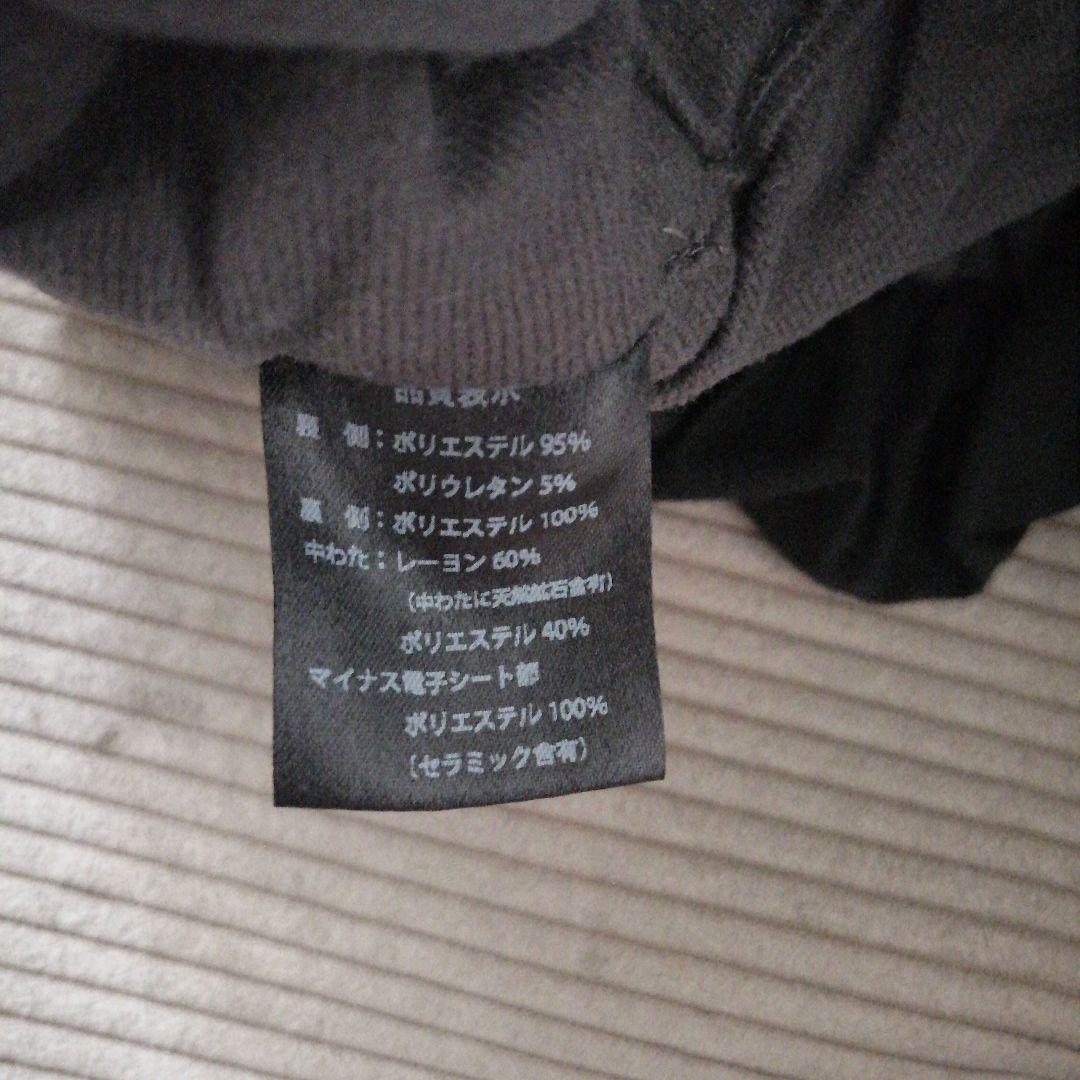 品質表示
表 側：ポリエステル 95%
ポリウレタン 5%
裏 側：ポリエステル 100%
中わた：レーヨン 60%
（中わたに天然鉱石含有）
ポリエステル 40%
マイナス電子シート部
ポリエステル 100%
（セラミック含有）